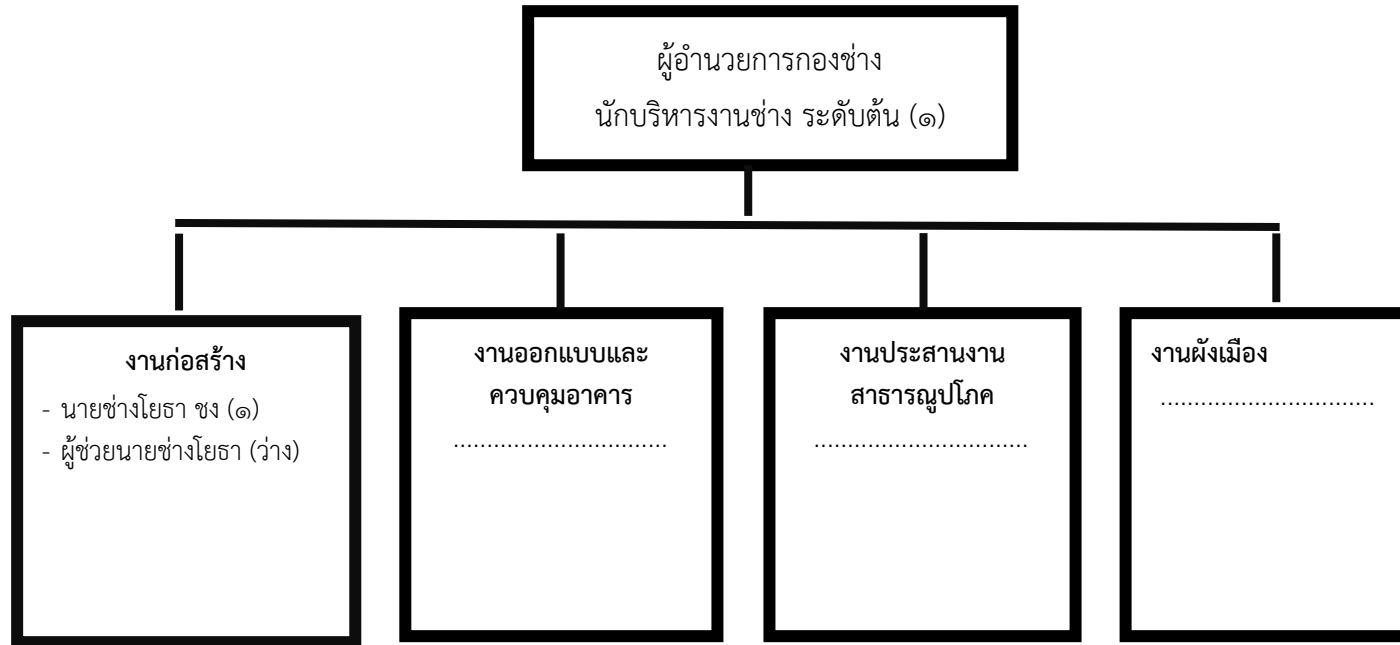 ผู้อำนวยการกองช่าง
นักบริหารงานช่าง ระดับต้น (๑)
งานก่อสร้าง
- นายช่างโยธา ชง (๑)
- ผู้ช่วยนายช่างโยธา (ว่าง)
งานออกแบบและ
ควบคุมอาคาร
................................
งานประสานงาน
สาธารณูปโภค
................................
งานผังเมือง
................................